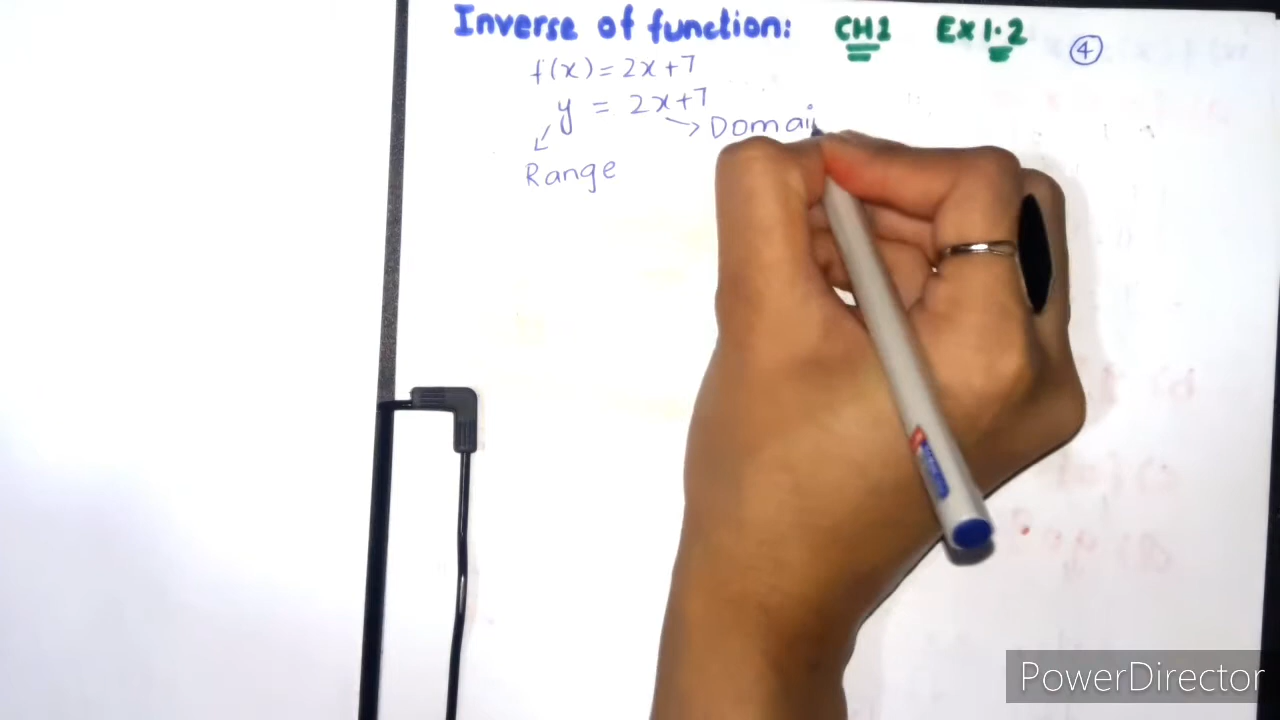 Inverse of function: CH1 Ex 1.2 ④
f(x) = 2x+7
y = 2x+7
Domai
Range
PowerDirector